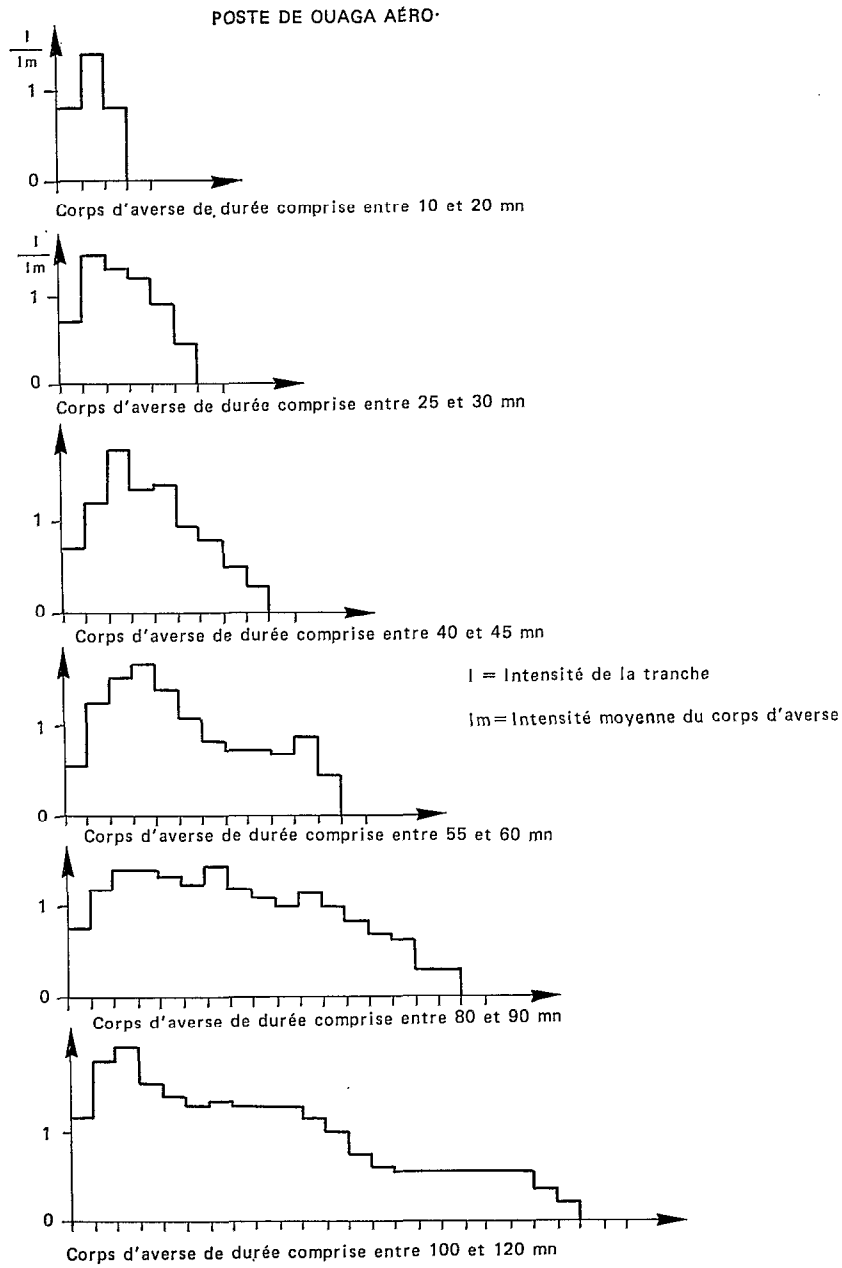 POSTE DE OUAGA AÉRO.
I
Im
1
0
Corps d'averse de durée comprise entre 10 et 20 mn
I
Im
1
0
Corps d'averse de durée comprise entre 25 et 30 mn
1
0
Corps d'averse de durée comprise entre 40 et 45 mn
I = Intensité de la tranche
Im = Intensité moyenne du corps d'averse
1
0
Corps d'averse de durée comprise entre 55 et 60 mn
1
0
Corps d'averse de durée comprise entre 80 et 90 mn
1
0
Corps d'averse de durée comprise entre 100 et 120 mn